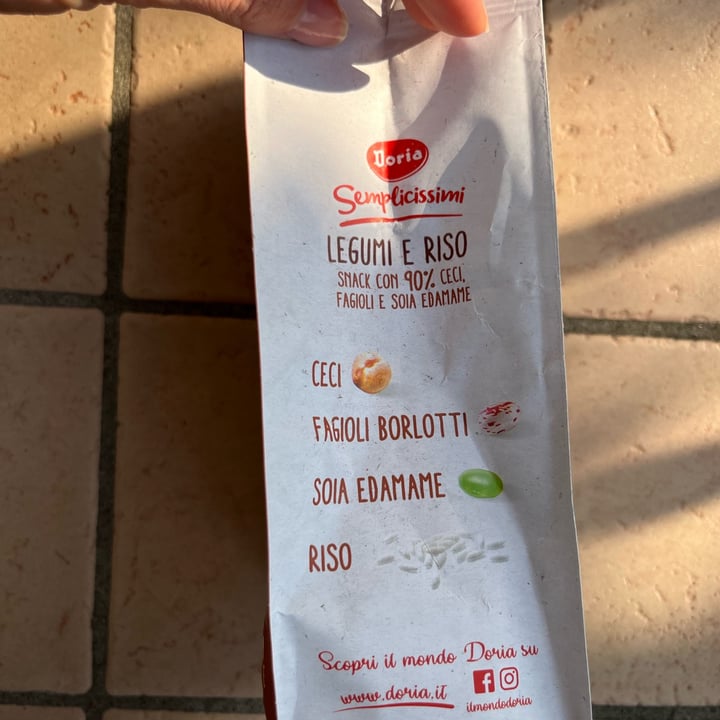 Doria
Semplicissimi
LEGUMI E RISO
SNACK CON 90% CECI,
FAGIOLI E SOIA EDAMAME
CECI
FAGIOLI BORLOTTI
SOIA EDAMAME
RISO
Scopri il mondo Doria su
www.doria.it
ilmondodoria